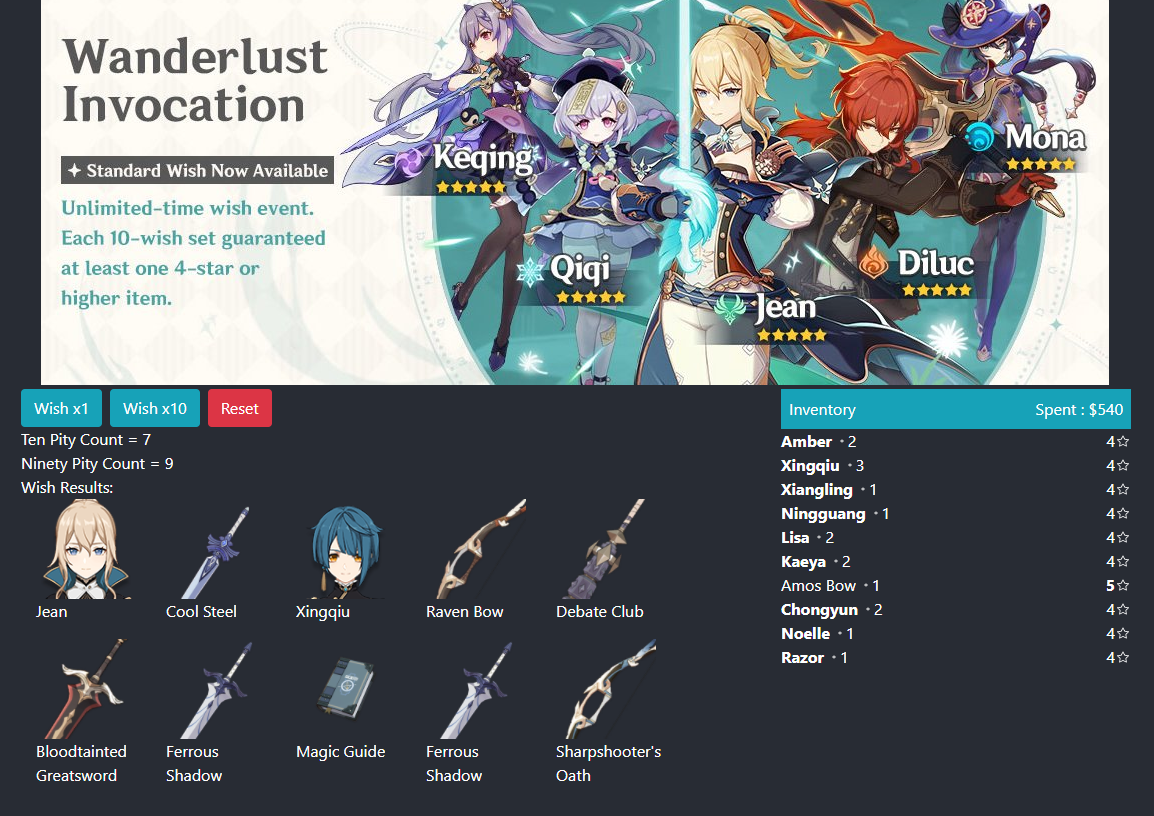 Wanderlust
Invocation
✦ Standard Wish Now Available
Unlimited-time wish event.
Each 10-wish set guaranteed
at least one 4-star or
higher item.
Keqing
Qiqi
Jean
Diluc
Mona
Wish x1 Wish x10 Reset
Ten Pity Count = 7
Ninety Pity Count = 9
Wish Results:
Jean Cool Steel Xingqiu Raven Bow Debate Club
Bloodtainted Greatsword
Ferrous Shadow
Magic Guide
Ferrous Shadow
Sharpshooter's Oath
Inventory Spent : $540
Amber • 2 4☆
Xingqiu • 3 4☆
Xiangling • 1 4☆
Ningguang • 1 4☆
Lisa • 2 4☆
Kaeya • 2 4☆
Amos Bow • 1 5☆
Chongyun • 2 4☆
Noelle • 1 4☆
Razor • 1 4☆